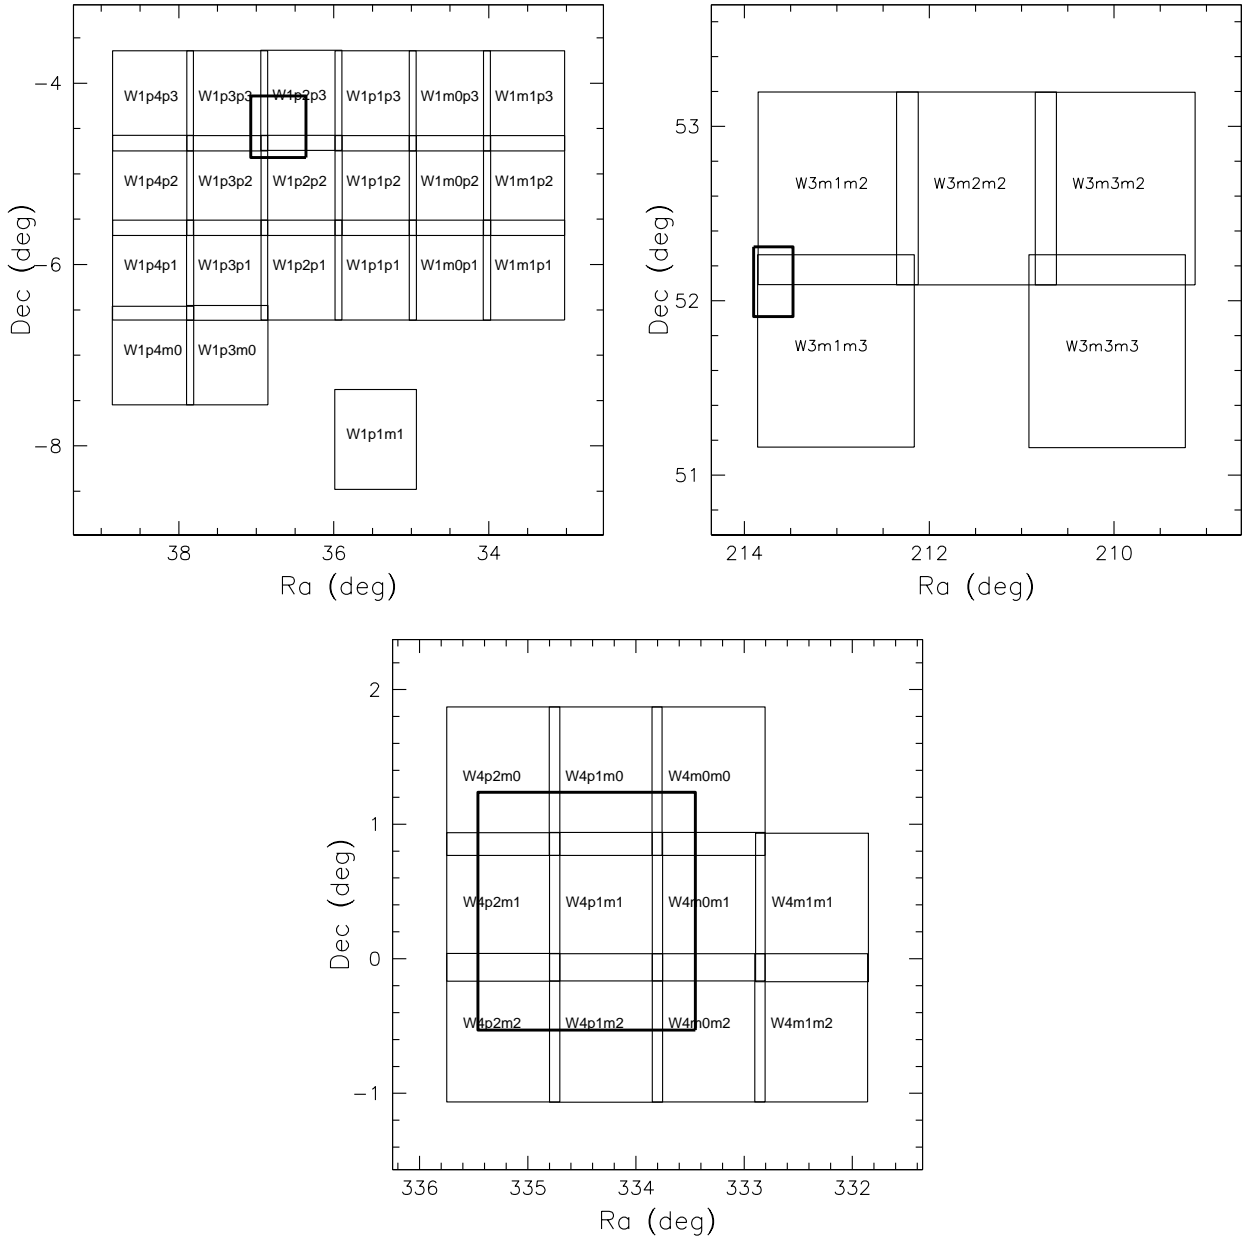 −4
−6
−8
Dec (deg)
W1p4p3 W1p3p3 W1p2p3 W1p1p3 W1m0p3 W1m1p3
W1p4p2 W1p3p2 W1p2p2 W1p1p2 W1m0p2 W1m1p2
W1p4p1 W1p3p1 W1p2p1 W1p1p1 W1m0p1 W1m1p1
W1p4m0 W1p3m0
W1p1m1
38 36 34
Ra (deg)
53
52
51
Dec (deg)
W3m1m2 W3m2m2 W3m3m2
W3m1m3 W3m3m3
214 212 210
Ra (deg)
2
1
0
−1
Dec (deg)
W4p2m0 W4p1m0 W4m0m0
W4p2m1 W4p1m1 W4m0m1 W4m1m1
W4p2m2 W4p1m2 W4m0m2 W4m1m2
336 335 334 333 332
Ra (deg)